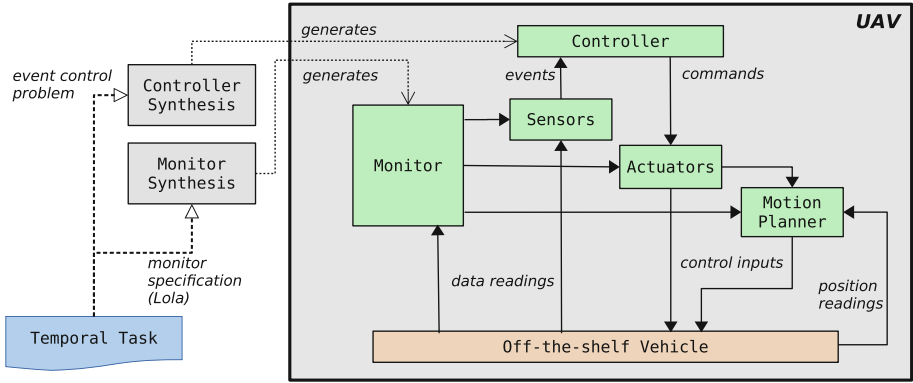 UAV
generates
Controller
event control
problem
Controller
Synthesis
generates
events
commands
Sensors
Monitor
Synthesis
Monitor
Actuators
Motion
Planner
monitor
specification
(Lola)
data readings
control inputs
position
readings
Temporal Task
Off-the-shelf Vehicle